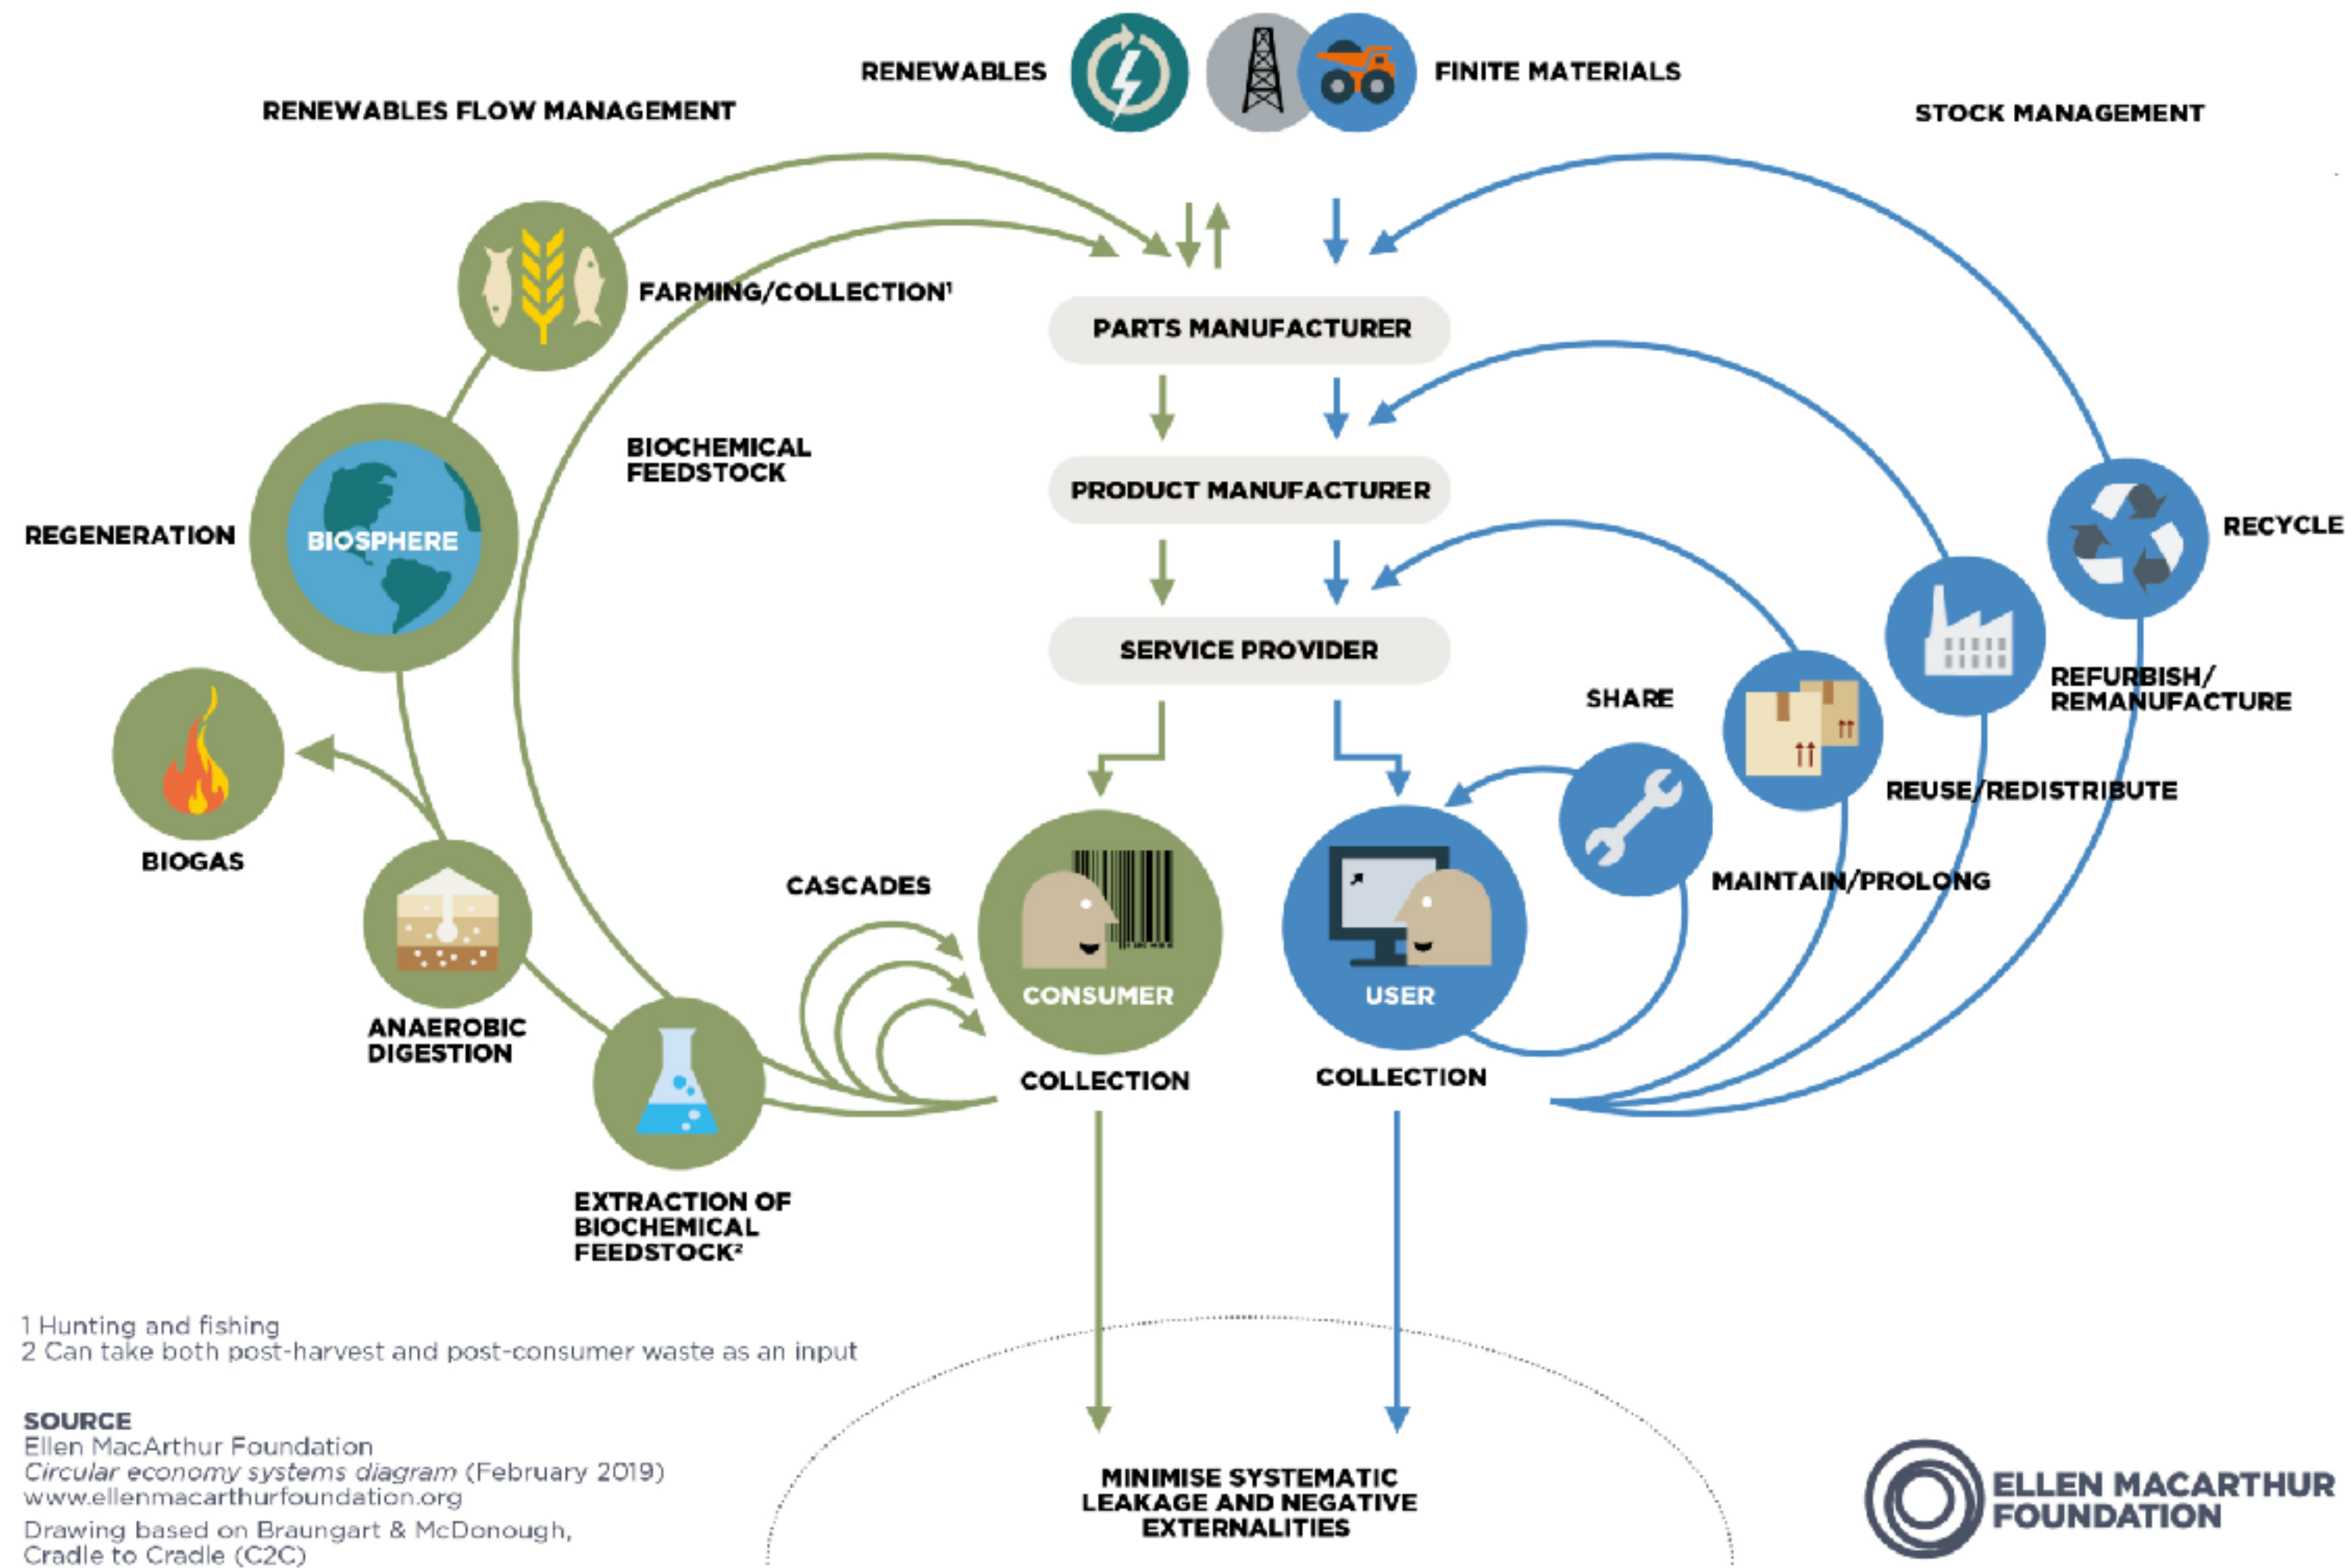 RENEWABLES
FINITE MATERIALS
RENEWABLES FLOW MANAGEMENT
STOCK MANAGEMENT
FARMING/COLLECTION¹
PARTS MANUFACTURER
BIOCHEMICAL
FEEDSTOCK
PRODUCT MANUFACTURER
REGENERATION
BIOSPHERE
RECYCLE
SERVICE PROVIDER
SHARE
REFURBISH/
REMANUFACTURE
REUSE/REDISTRIBUTE
BIOGAS
CASCADES
MAINTAIN/PROLONG
CONSUMER
USER
ANAEROBIC
DIGESTION
COLLECTION
COLLECTION
EXTRACTION OF
BIOCHEMICAL
FEEDSTOCK²
1 Hunting and fishing
2 Can take both post-harvest and post-consumer waste as an input
SOURCE
Ellen MacArthur Foundation
Circular economy systems diagram (February 2019)
www.ellenmacarthurfoundation.org
Drawing based on Braungart & McDonough,
Cradle to Cradle (C2C)
MINIMISE SYSTEMATIC
LEAKAGE AND NEGATIVE
EXTERNALITIES
ELLEN MACARTHUR
FOUNDATION